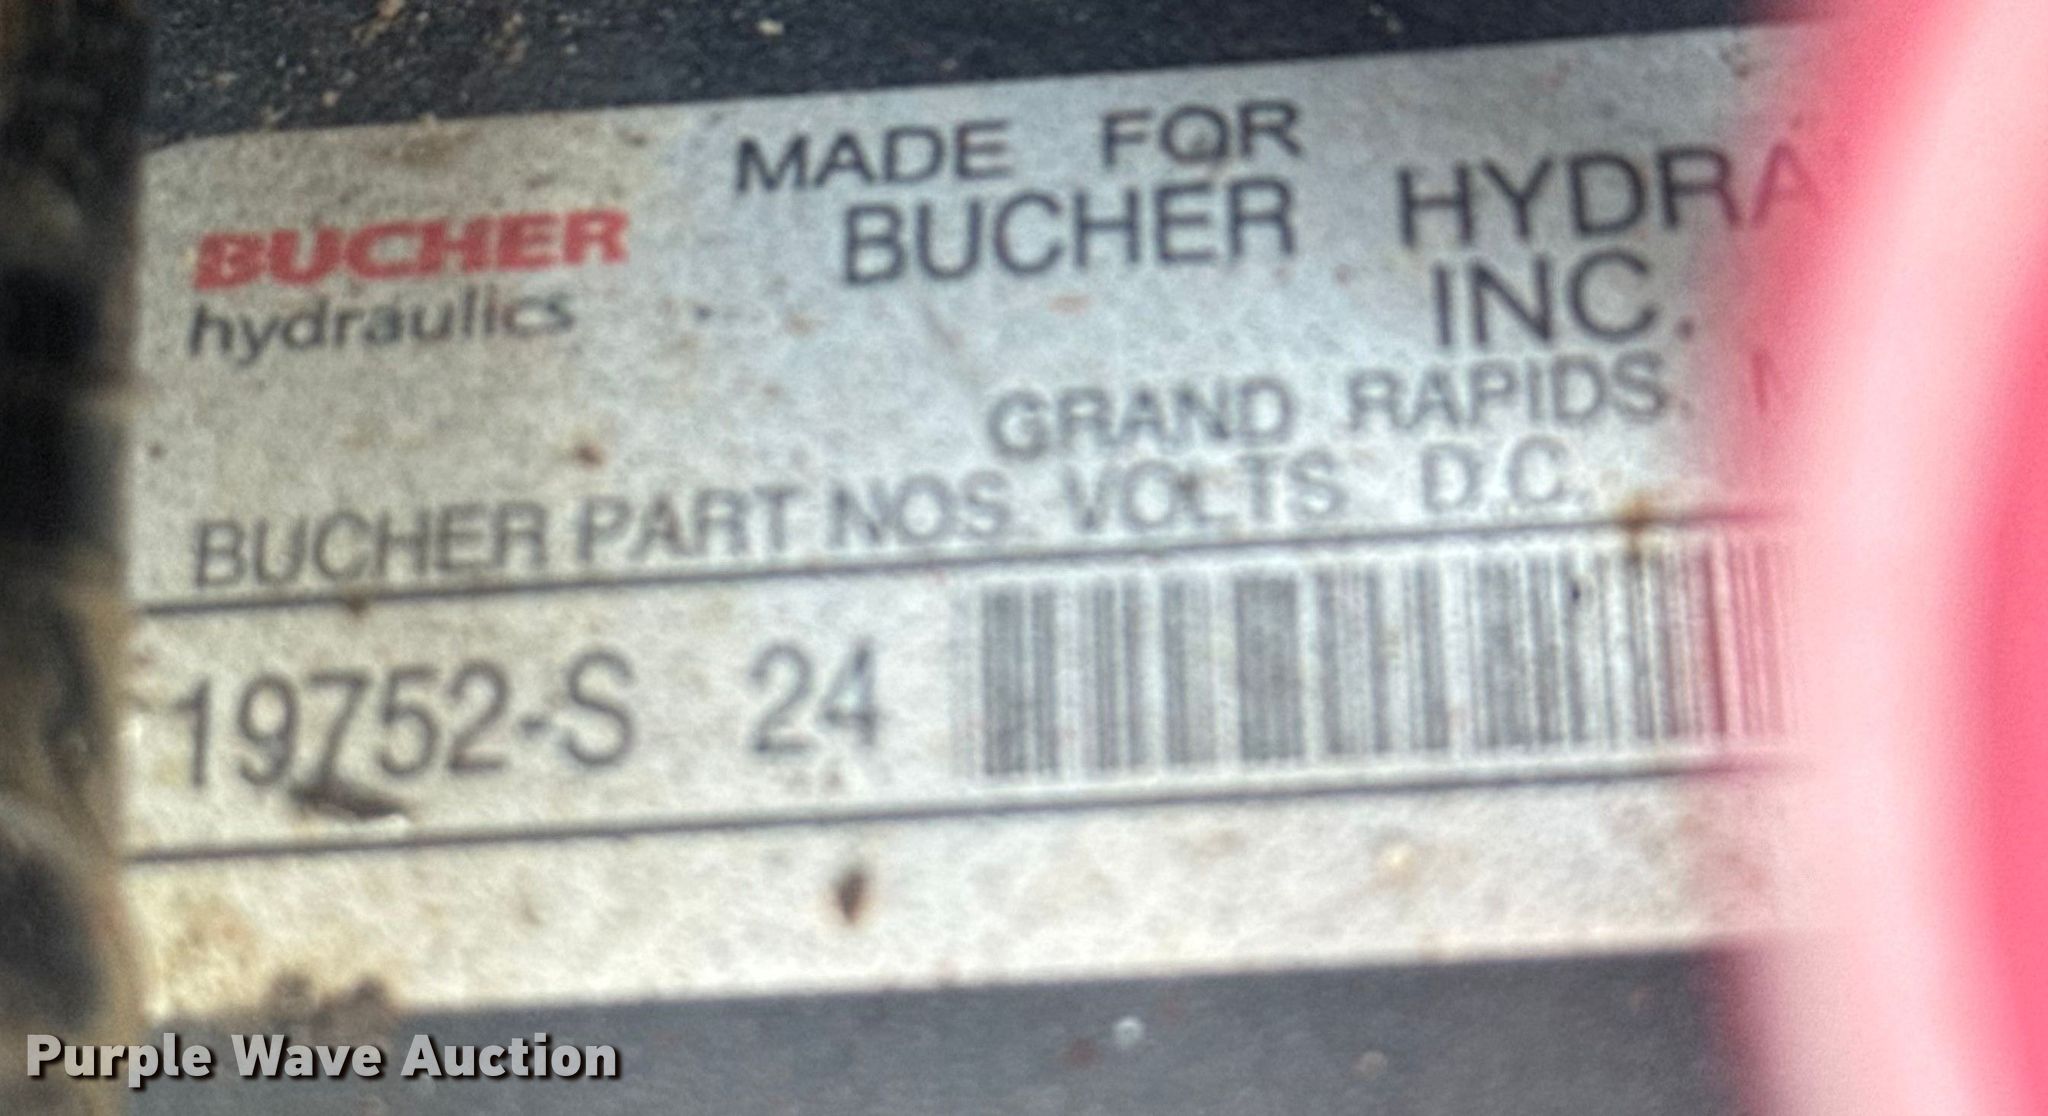 BUCHER
hydraulics
MADE FOR
BUCHER HYDRA
INC.
GRAND RAPIDS,
BUCHER PART NOS. VOLTS D.C.
19752-S 24
Purple Wave Auction